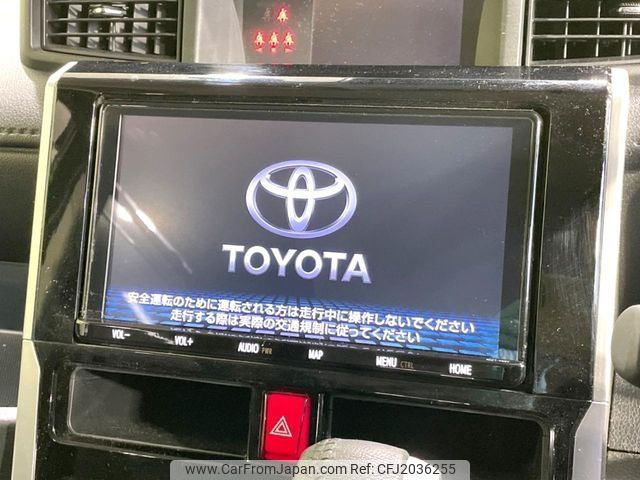 TOYOTA
安全運転のために運転される方は走行中に操作しないでください
走行する際は実際の交通規制に従ってください
VOL− VOL+ AUDIO PWR MAP MENU CTRL HOME
www.CarFromJapan.com | Stock ID: CFJ2036255